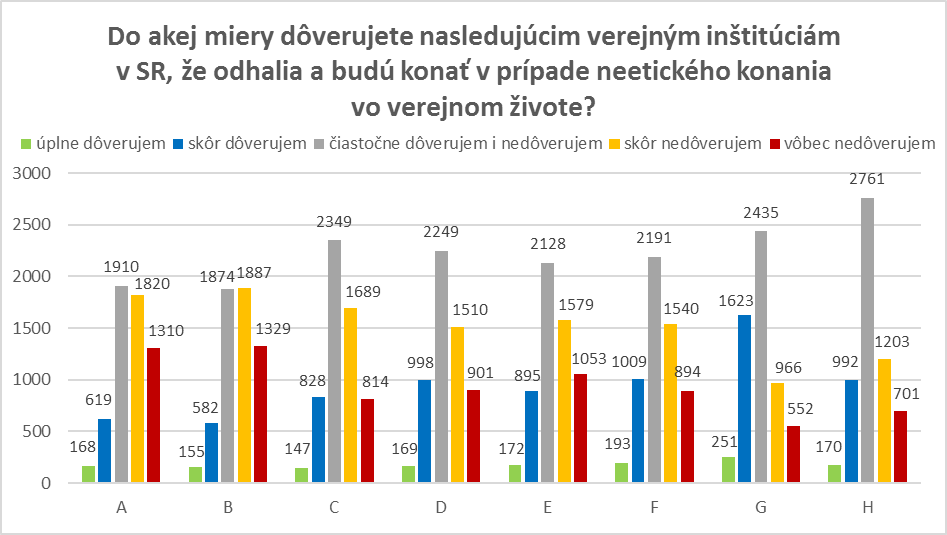 Do akej miery dôverujete nasledujúcim verejným inštitúciám
v SR, že odhalia a budú konať v prípade neetického konania
vo verejnom živote?
úplne dôverujem skôr dôverujem čiastočne dôverujem i nedôverujem skôr nedôverujem vôbec nedôverujem
3000
2500
2000
1500
1000
500
0
168 619 1910 1820 1310
155 582 1874 1887 1329
147 828 2349 1689 814
169 998 2249 1510 901
172 895 2128 1579 1053
193 1009 2191 1540 894
251 1623 2435 966 552
170 992 2761 1203 701
A B C D E F G H